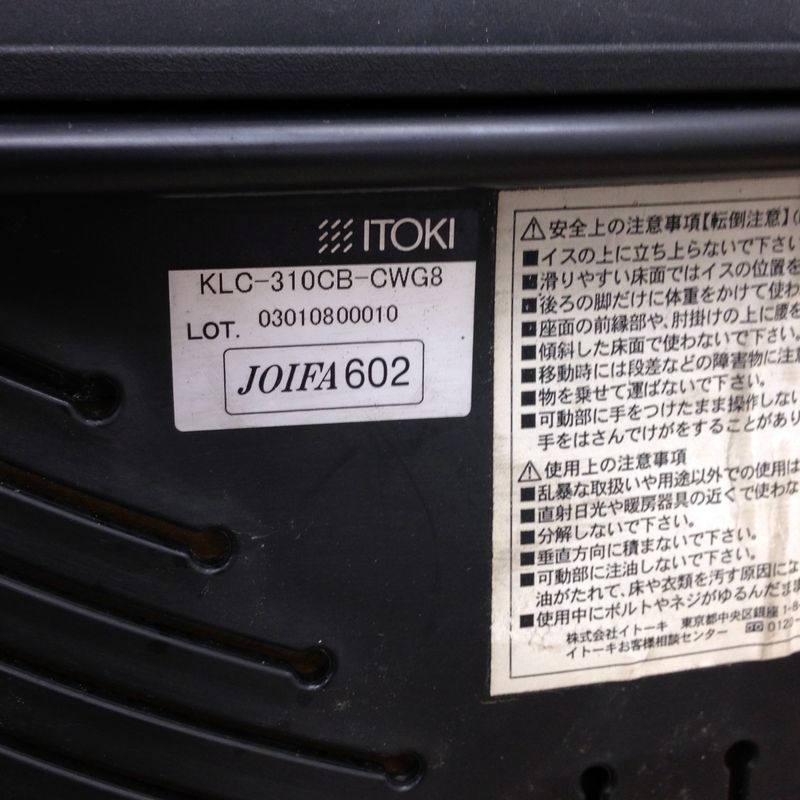 ITOKI
KLC-310CB-CWG8
LOT. 03010800010
JOIFA 602
⚠安全上の注意事項【転倒注意】
■イスの上に立ち上らないで下さい
■滑りやすい床面ではイスの位置を
■後ろの脚だけに体重をかけて使わ
■座面の前縁部や、肘掛けの上に腰を
■傾斜した床面で使わないで下さい。
■移動時には段差などの障害物に注意
■物を乗せて運ばないで下さい。
■可動部に手をつけたまま操作しない
手をはさんでけがをすることがあり
⚠使用上の注意事項
■乱暴な取扱いや用途以外での使用は
■直射日光や暖房器具の近くで使わな
■分解しないで下さい。
■垂直方向に積まないで下さい。
■可動部に注油しないで下さい。
油がたれて、床や衣類を汚す原因にな
■使用中にボルトやネジがゆるんだまま
株式会社イトーキ 東京都中央区銀座1-8-
イトーキお客様相談センター 0120-